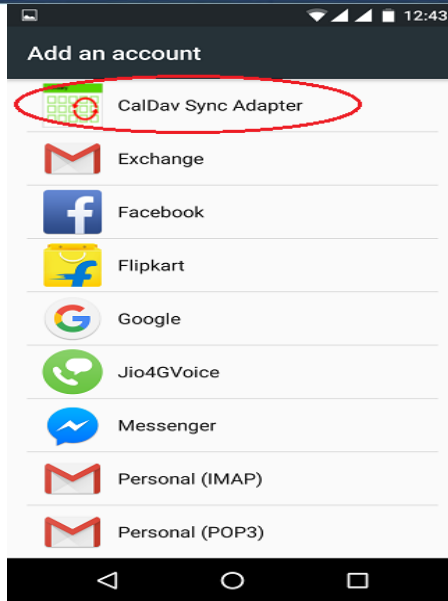 12:43
Add an account
CalDav Sync Adapter
Exchange
Facebook
Flipkart
Google
Jio4GVoice
Messenger
Personal (IMAP)
Personal (POP3)